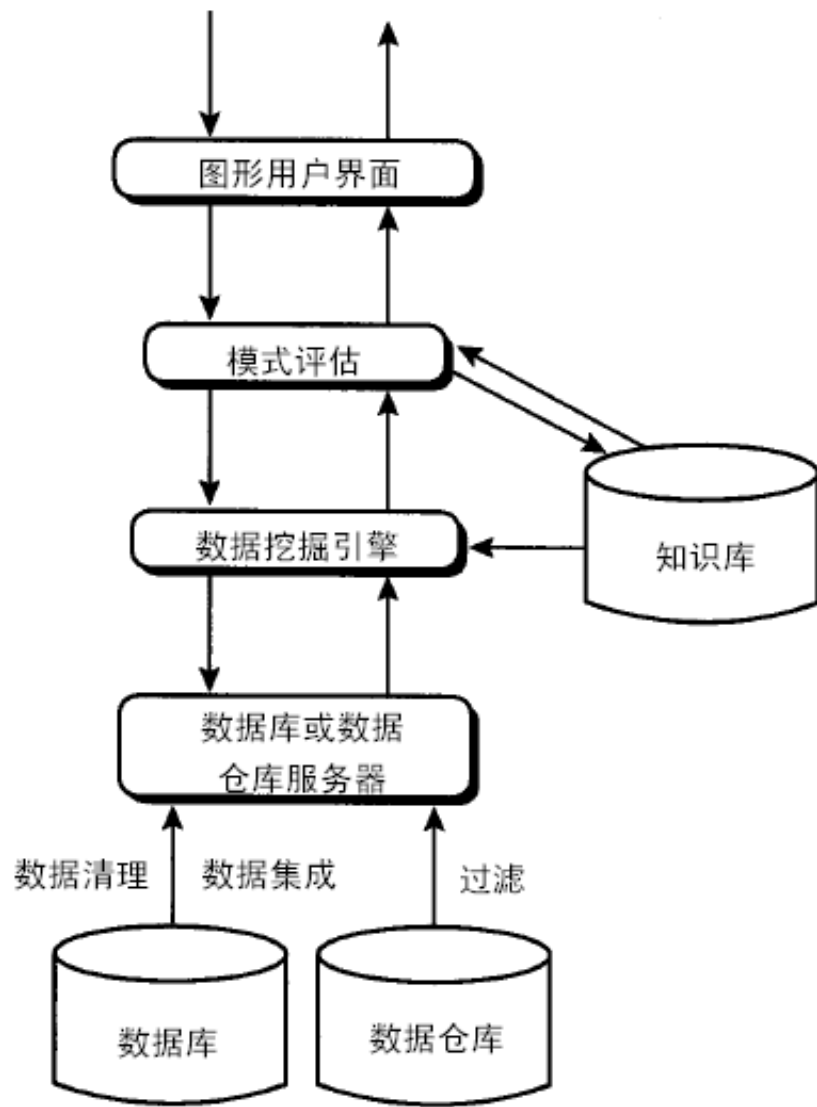 图形用户界面
模式评估
数据挖掘引擎
知识库
数据库或数据
仓库服务器
数据清理
数据集成
过滤
数据库
数据仓库